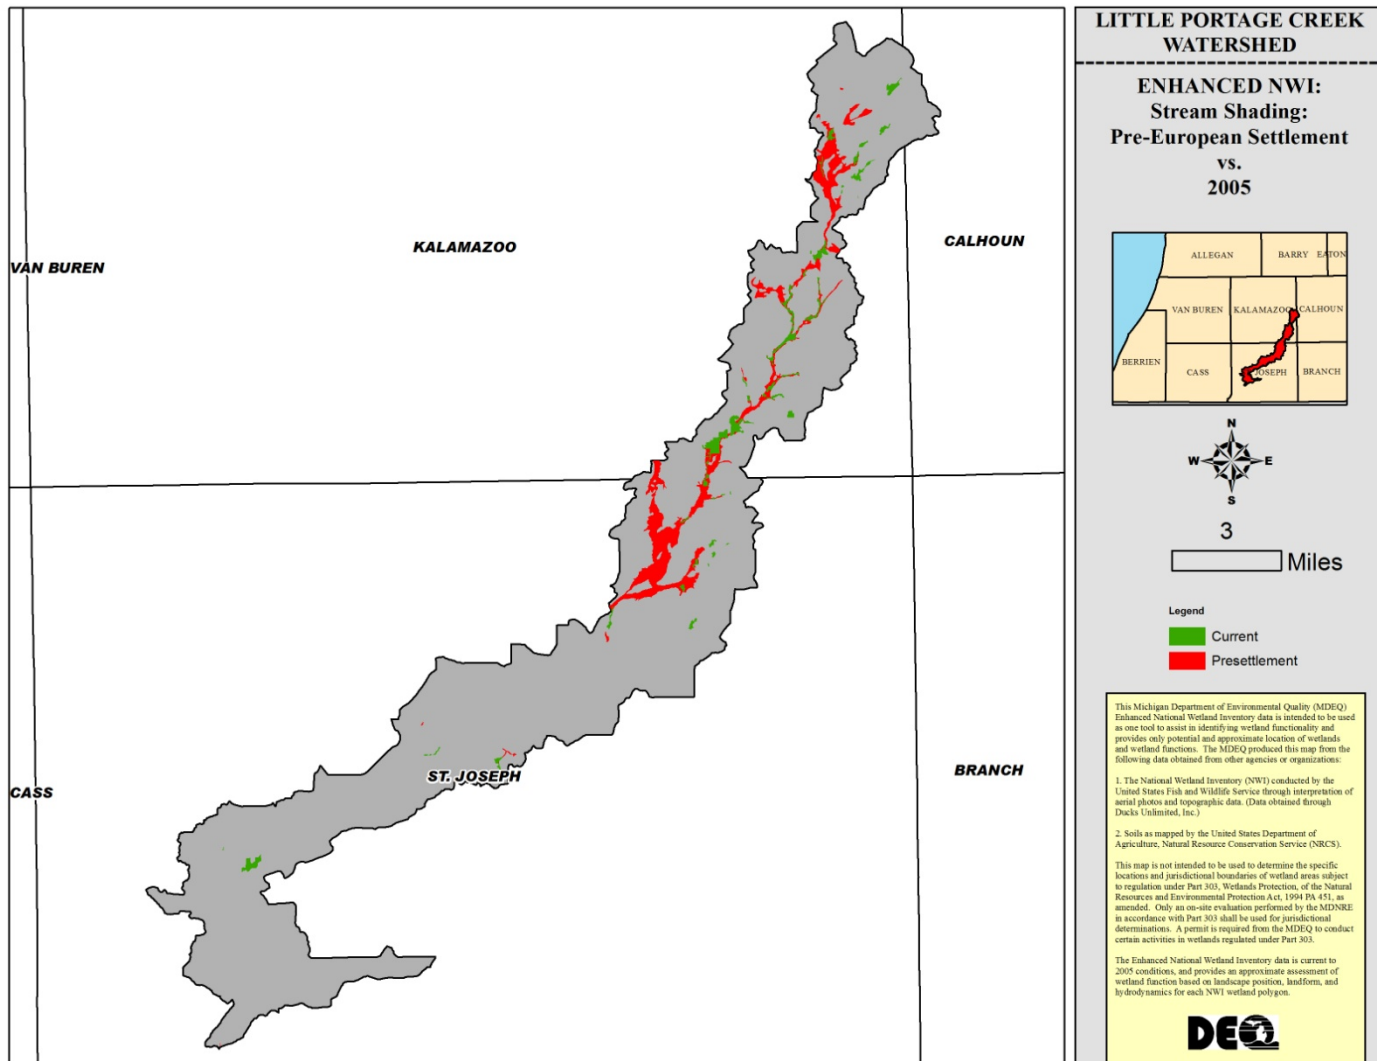 LITTLE PORTAGE CREEK
WATERSHED
ENHANCED NWI:
Stream Shading:
Pre-European Settlement
vs.
2005
KALAMAZOO
CALHOUN
VAN BUREN
ST. JOSEPH
BRANCH
CASS
ALLEGAN
BARRY
EATON
VAN BUREN
KALAMAZOO
CALHOUN
BERRIEN
CASS
JOSEPH
BRANCH
N
W
E
S
3
Miles
Legend
Current
Presettlement
This Michigan Department of Environmental Quality (MDEQ)
Enhanced National Wetland Inventory data is intended to be used
as one tool to assist in identifying wetland functionality and
provides only potential and approximate location of wetlands
and wetland functions. The MDEQ produced this map from the
following data obtained from other agencies or organizations:
1. The National Wetland Inventory (NWI) conducted by the
United States Fish and Wildlife Service through interpretation of
aerial photos and topographic data. (Data obtained through
Ducks Unlimited, Inc.)
2. Soils as mapped by the United States Department of
Agriculture, Natural Resource Conservation Service (NRCS).
This map is not intended to be used to determine the specific
locations and jurisdictional boundaries of wetland areas subject
to regulation under Part 303, Wetlands Protection, of the Natural
Resources and Environmental Protection Act, 1994 PA 451, as
amended. Only an on-site evaluation performed by the MDNRE
in accordance with Part 303 shall be used for jurisdictional
determinations. A permit is required from the MDEQ to conduct
certain activities in wetlands regulated under Part 303.
The Enhanced National Wetland Inventory data is current to
2005 conditions, and provides an approximate assessment of
wetland function based on landscape position, landform, and
hydrodynamics for each NWI wetland polygon.
DEQ